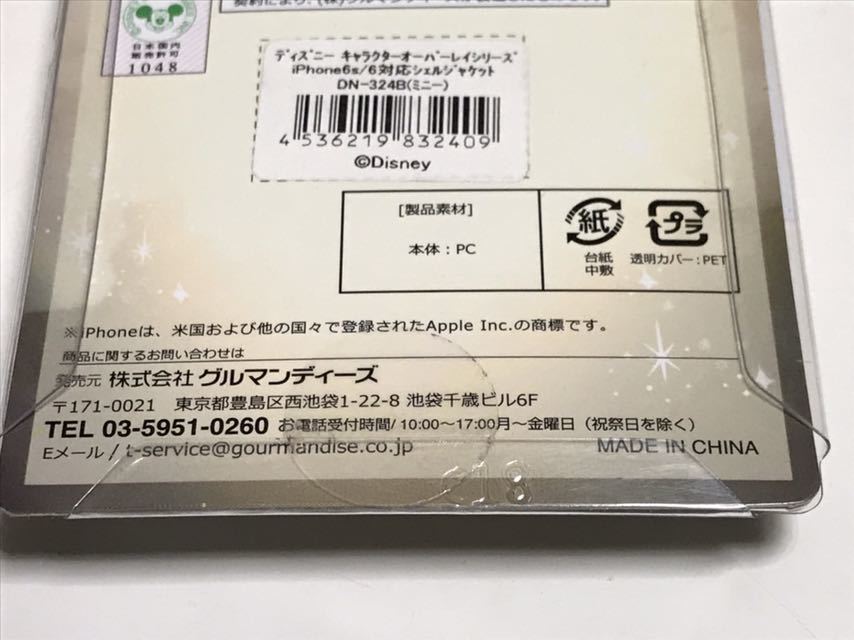 日本国内
販売許可
1048
ディズニー キャラクターオーバーレイシリーズ
iPhone6s/6対応シェルジャケット
DN-324B(ミニー)
4 536219 832409
©Disney
[製品素材]
本体：PC
紙
台紙
中敷
プラ
透明カバー：PET
※iPhoneは、米国および他の国々で登録されたApple Inc.の商標です。
商品に関するお問い合わせは
発売元 株式会社グルマンディーズ
〒171-0021 東京都豊島区西池袋1-22-8 池袋千歳ビル6F
TEL 03-5951-0260 お電話受付時間/ 10:00〜17:00月〜金曜日（祝祭日を除く）
Eメール / t-service@gourmandise.co.jp
MADE IN CHINA